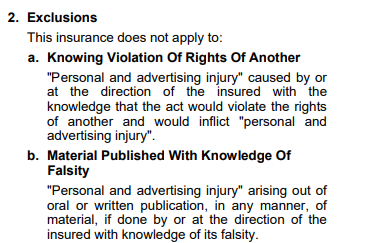 2. Exclusions
This insurance does not apply to:
a. Knowing Violation Of Rights Of Another
"Personal and advertising injury" caused by or
at the direction of the insured with the
knowledge that the act would violate the rights
of another and would inflict "personal and
advertising injury".
b. Material Published With Knowledge Of
Falsity
"Personal and advertising injury" arising out of
oral or written publication, in any manner, of
material, if done by or at the direction of the
insured with knowledge of its falsity.